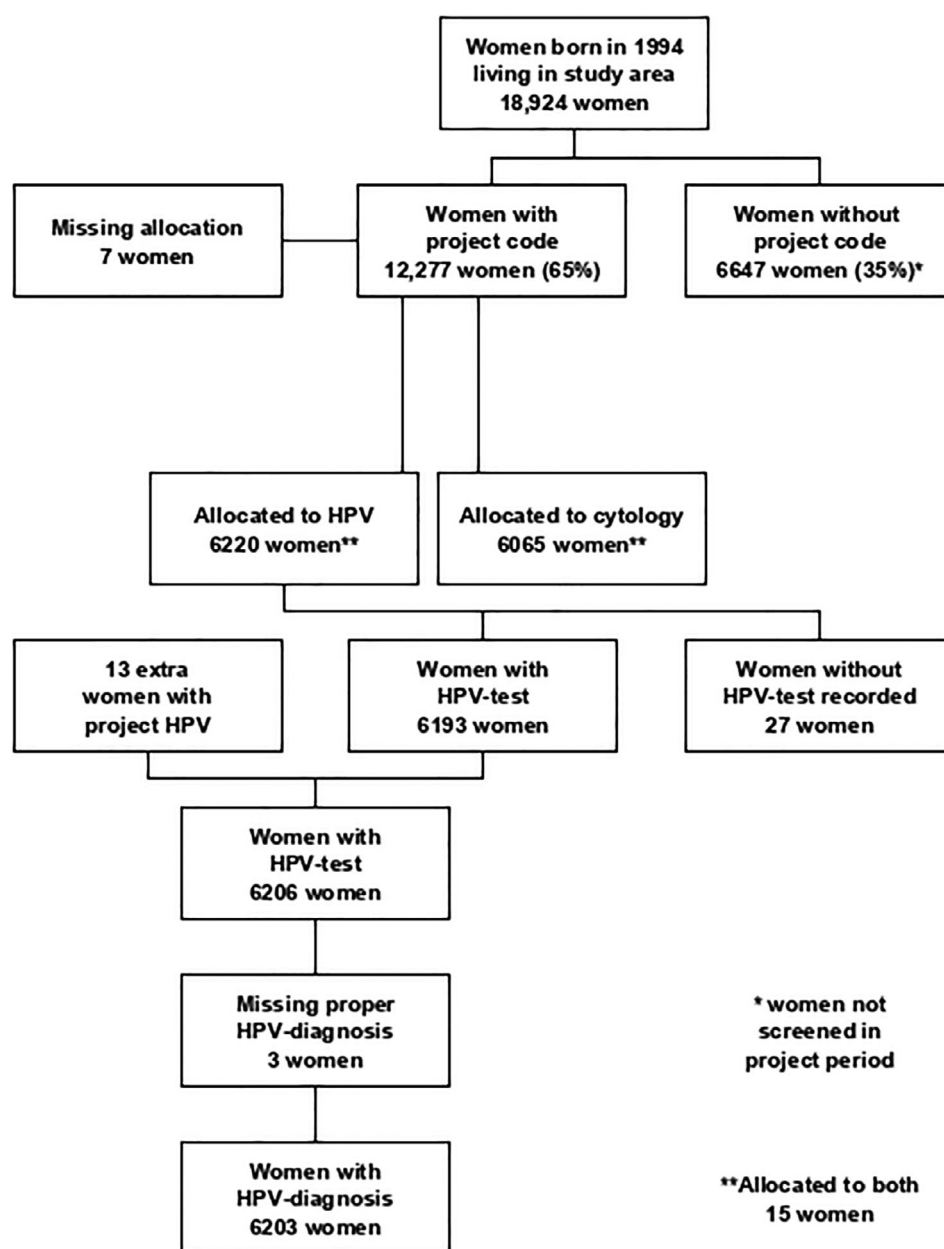 Women born in 1994
living in study area
18,924 women
Missing allocation
7 women
Women with
project code
12,277 women (65%)
Women without
project code
6647 women (35%)*
Allocated to HPV
6220 women**
Allocated to cytology
6065 women**
13 extra
women with
project HPV
Women with
HPV-test
6193 women
Women without
HPV-test recorded
27 women
Women with
HPV-test
6206 women
Missing proper
HPV-diagnosis
3 women
* women not
screened in
project period
Women with
HPV-diagnosis
6203 women
**Allocated to both
15 women